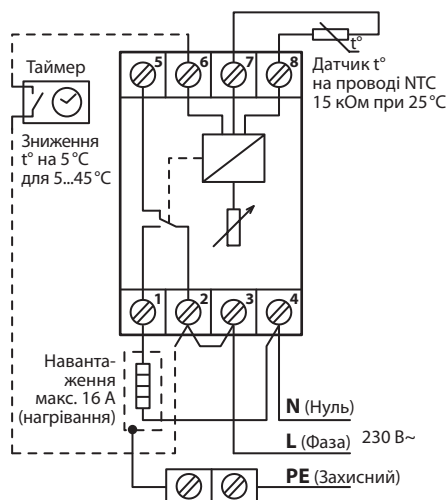 Таймер
Зниження
t° на 5°C
для 5...45°C
5
6
7
8
t°
Датчик t°
на проводі NTC
15 кОм при 25°C
1
2
3
4
Наванта-
ження
макс. 16 А
(нагрівання)
N (Нуль)
L (Фаза) 230 В~
PE (Захисний)